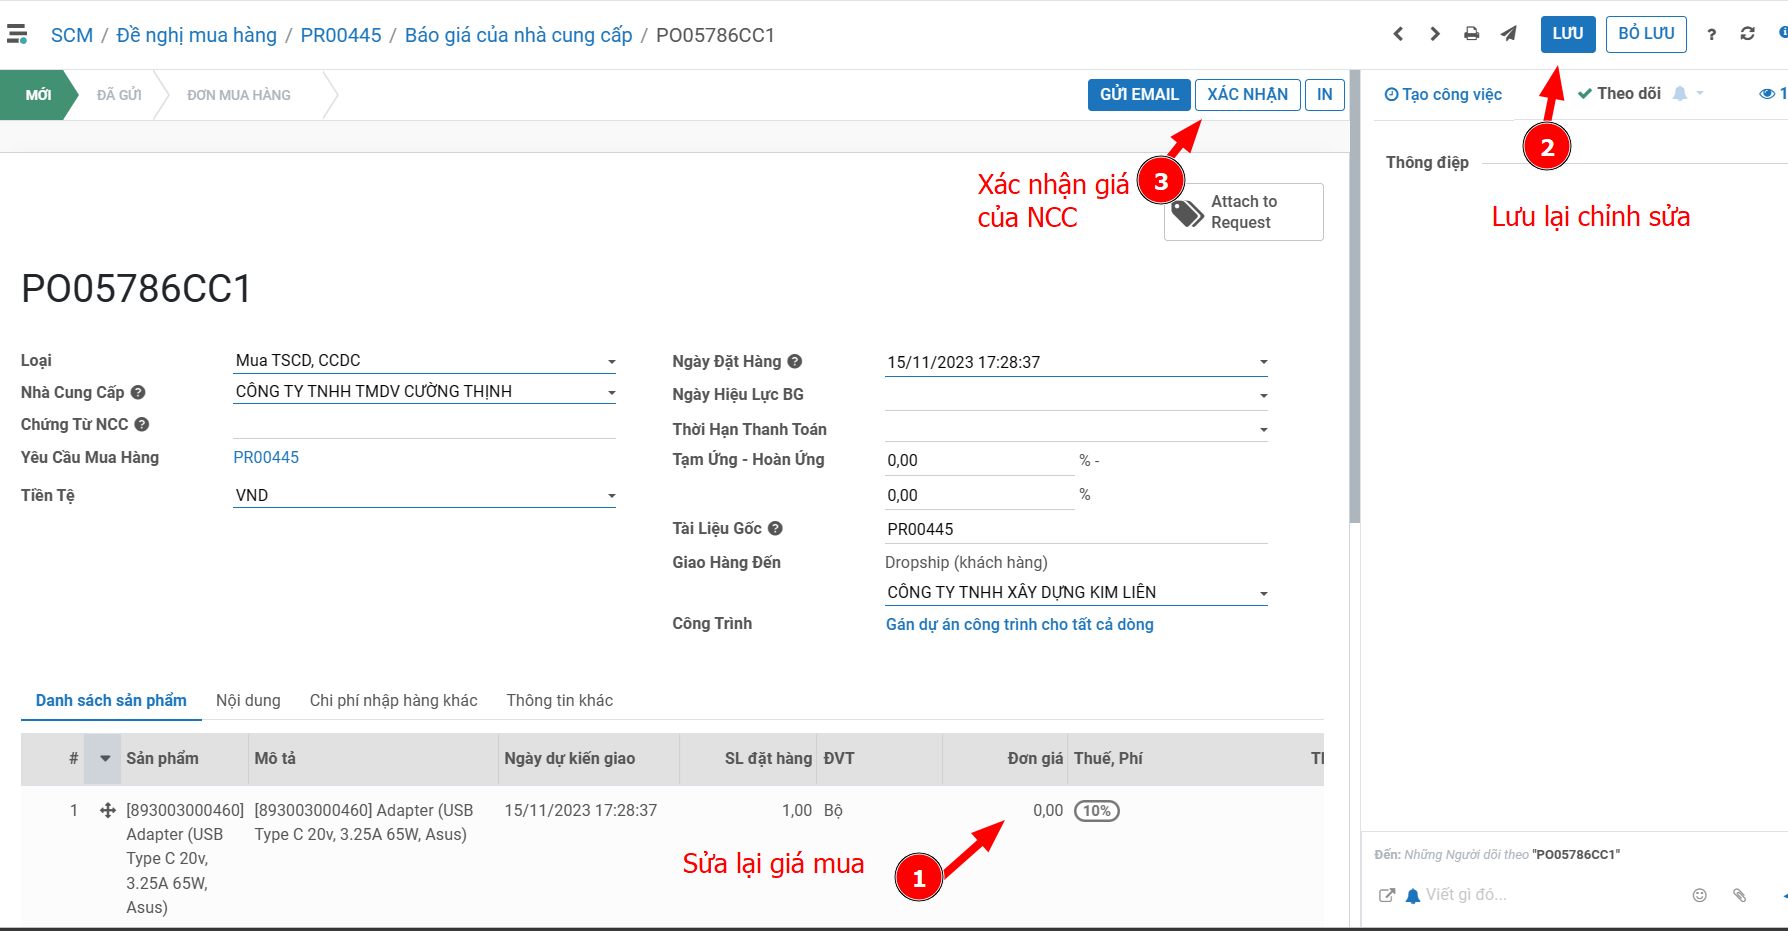 SCM / Đề nghị mua hàng / PR00445 / Báo giá của nhà cung cấp / PO05786CC1
LƯU
BỎ LƯU
?
MỚI
ĐÃ GỬI
ĐƠN MUA HÀNG
GỬI EMAIL
XÁC NHẬN
IN
Tạo công việc
Theo dõi
1
2
3
Xác nhận giá
của NCC
Attach to
Request
Thông điệp
Lưu lại chỉnh sửa
PO05786CC1
Loại
Mua TSCD, CCDC
Nhà Cung Cấp ?
CÔNG TY TNHH TMDV CƯỜNG THỊNH
Chứng Từ NCC ?
Yêu Cầu Mua Hàng
PR00445
Tiền Tệ
VND
Ngày Đặt Hàng ?
15/11/2023 17:28:37
Ngày Hiệu Lực BG
Thời Hạn Thanh Toán
Tạm Ứng - Hoàn Ứng
0,00 % -
0,00 %
Tài Liệu Gốc ?
PR00445
Giao Hàng Đến
Dropship (khách hàng)
CÔNG TY TNHH XÂY DỰNG KIM LIÊN
Công Trình
Gán dự án công trình cho tất cả dòng
Danh sách sản phẩm
Nội dung
Chi phí nhập hàng khác
Thông tin khác
#
Sản phẩm
Mô tả
Ngày dự kiến giao
SL đặt hàng
ĐVT
Đơn giá
Thuế, Phí
1
[893003000460]
Adapter (USB
Type C 20v,
3.25A 65W,
Asus)
[893003000460] Adapter (USB
Type C 20v, 3.25A 65W, Asus)
15/11/2023 17:28:37
1,00
Bộ
0,00
10%
Sửa lại giá mua
1
Đến: Những Người dõi theo "PO05786CC1"
Viết gì đó...